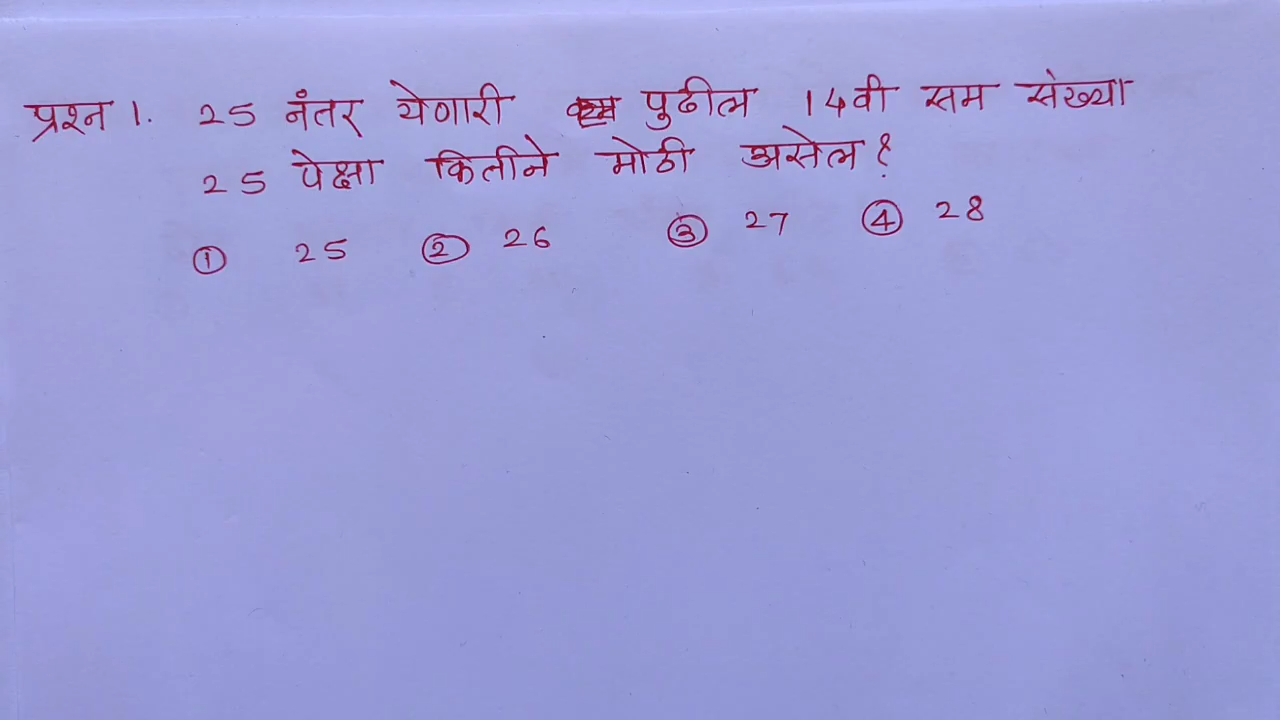 प्रश्न 1. 25 नंतर येणारी पुढील 14वी सम संख्या
25 पेक्षा कितीने मोठी असेल ?
① 25 ② 26 ③ 27 ④ 28